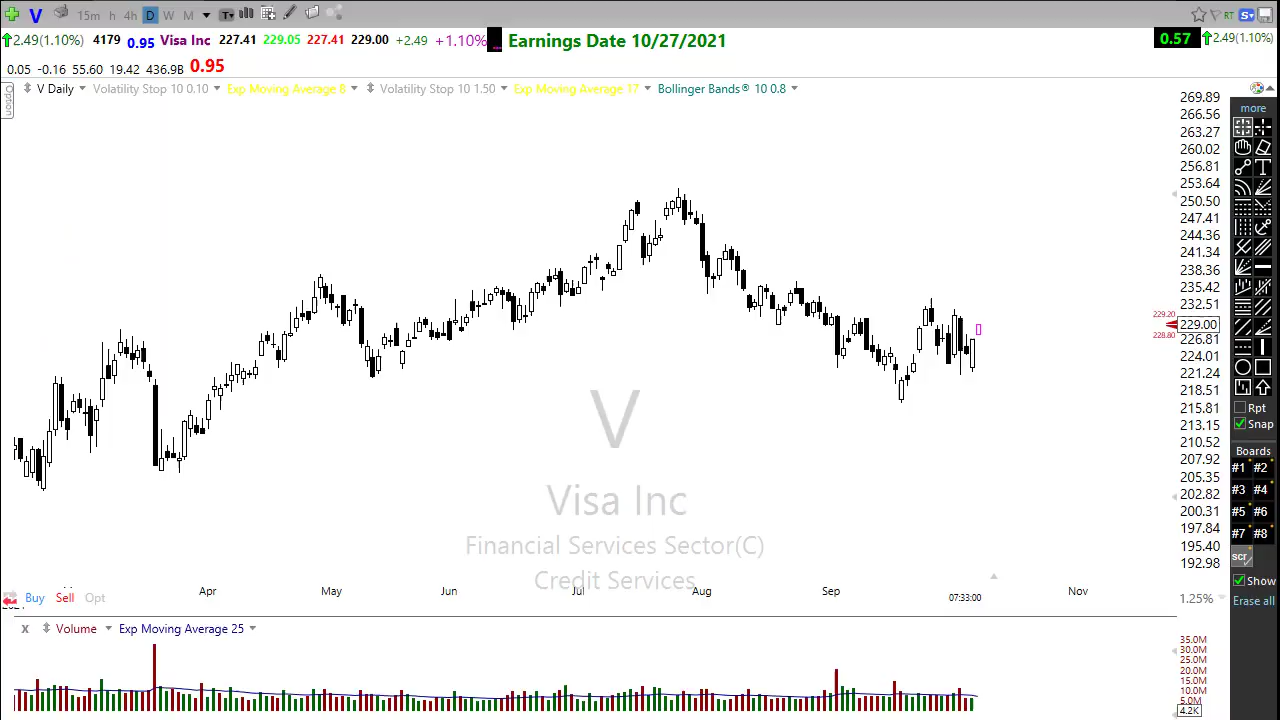 V 15m h 4h D W M T RT S
2.49(1.10%) 4179 0.95 Visa Inc 227.41 229.05 227.41 229.00 +2.49 +1.10% Earnings Date 10/27/2021 0.57 2.49(1.10%)
0.05 -0.16 55.60 19.42 436.9B 0.95
Option V Daily Volatility Stop 10 0.10 Exp Moving Average 8 Volatility Stop 10 1.50 Exp Moving Average 17 Bollinger Bands® 10 0.8
269.89
266.56
263.27
260.02
256.81
253.64
250.50
247.41
244.36
241.34
238.36
235.42
232.51
229.20
229.00
228.80
226.81
224.01
221.24
218.51
215.81
213.15
210.52
207.92
205.35
202.82
200.31
197.84
195.40
192.98
more
T
Rpt
Snap
Boards
#1 #2
#3 #4
#5 #6
#7 #8
scr
Show
Erase all
V
Visa Inc
Financial Services Sector(C)
Credit Services
Apr May Jun Jul Aug Sep 07:33:00 Nov
Buy Sell Opt 1.25%
X Volume Exp Moving Average 25
35.0M
30.0M
25.0M
20.0M
15.0M
10.0M
5.0M
4.2K